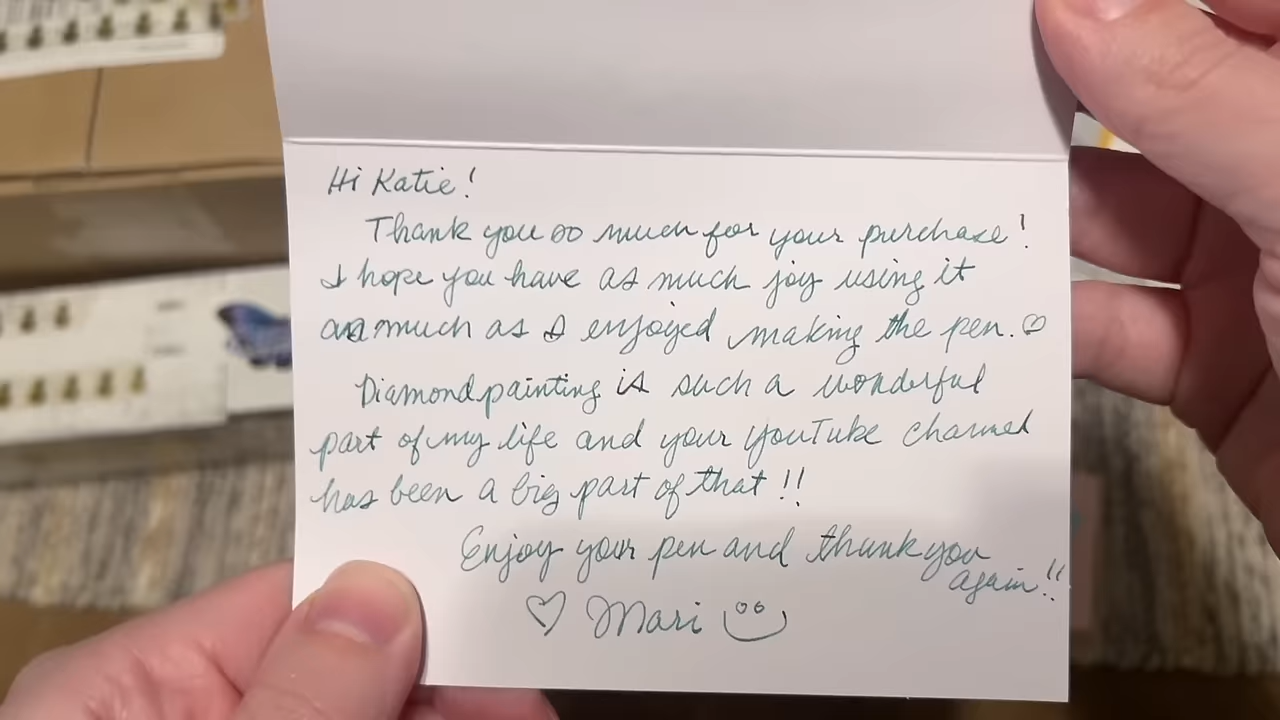 Hi Katie!
Thank you so much for your purchase!
I hope you have as much joy using it
as much as I enjoyed making the pen. ♡
Diamond painting is such a wonderful
part of my life and your YouTube channel
has been a big part of that!!
Enjoy your pen and thank you
again!!
♡ Mari